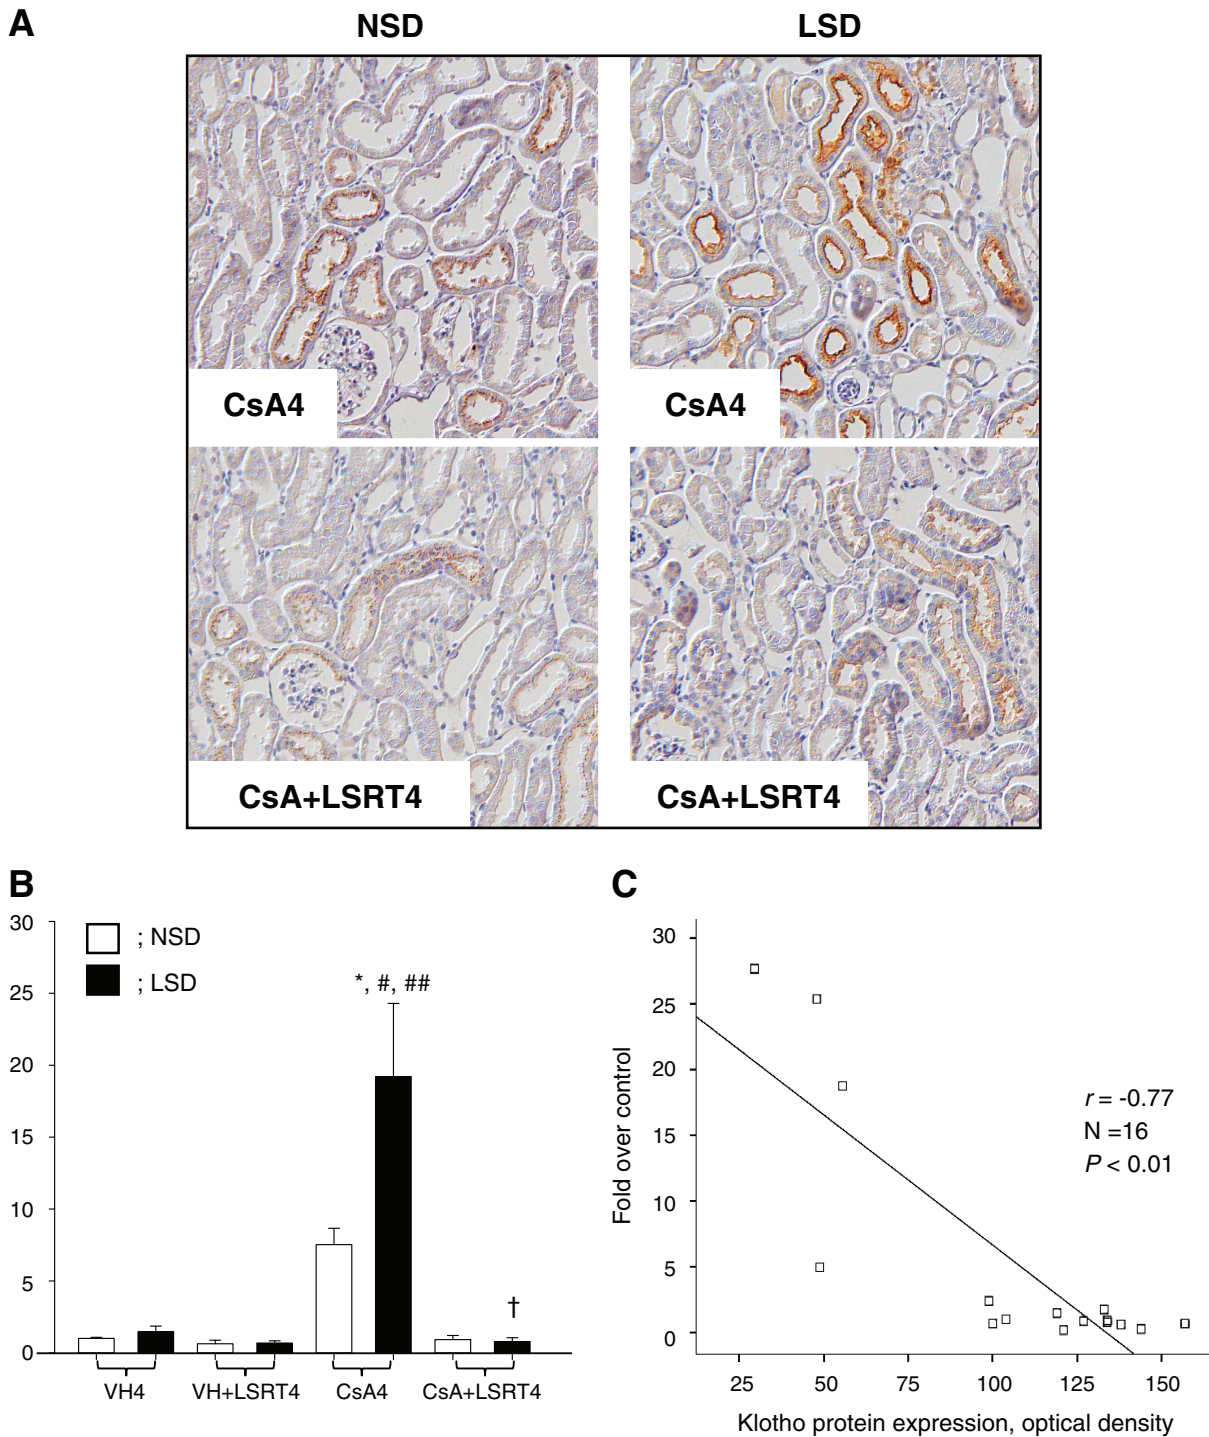 A
NSD
LSD
CsA4
CsA4
CsA+LSRT4
CsA+LSRT4
B
30
25
20
15
10
5
0
; NSD
; LSD
*, #, ##
†
VH4
VH+LSRT4
CsA4
CsA+LSRT4
C
Fold over control
30
25
20
15
10
5
0
r = -0.77
N =16
P < 0.01
25
50
75
100
125
150
Klotho protein expression, optical density